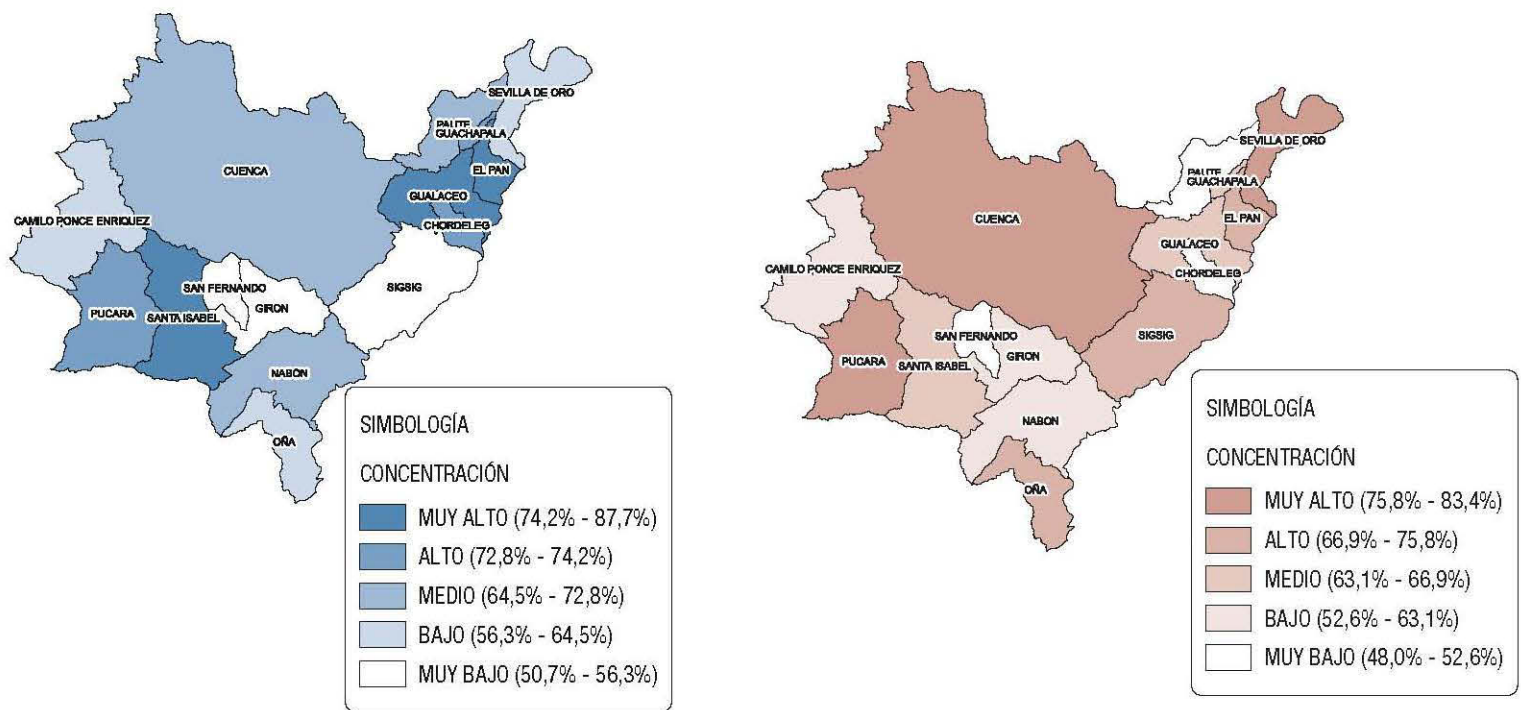 SEVILLA DE ORO
PAUTE
GUACHAPALA
CUENCA
EL PAN
GUALACEO
CHORDELEG
CAMILO PONCE ENRIQUEZ
SAN FERNANDO
SIGSIG
GIRON
PUCARA
SANTA ISABEL
NABON
OÑA
SIMBOLOGÍA
CONCENTRACIÓN
MUY ALTO (74,2% - 87,7%)
ALTO (72,8% - 74,2%)
MEDIO (64,5% - 72,8%)
BAJO (56,3% - 64,5%)
MUY BAJO (50,7% - 56,3%)
SEVILLA DE ORO
PAUTE
GUACHAPALA
CUENCA
EL PAN
GUALACEO
CHORDELEG
CAMILO PONCE ENRIQUEZ
SAN FERNANDO
SIGSIG
GIRON
PUCARA
SANTA ISABEL
NABON
OÑA
SIMBOLOGÍA
CONCENTRACIÓN
MUY ALTO (75,8% - 83,4%)
ALTO (66,9% - 75,8%)
MEDIO (63,1% - 66,9%)
BAJO (52,6% - 63,1%)
MUY BAJO (48,0% - 52,6%)